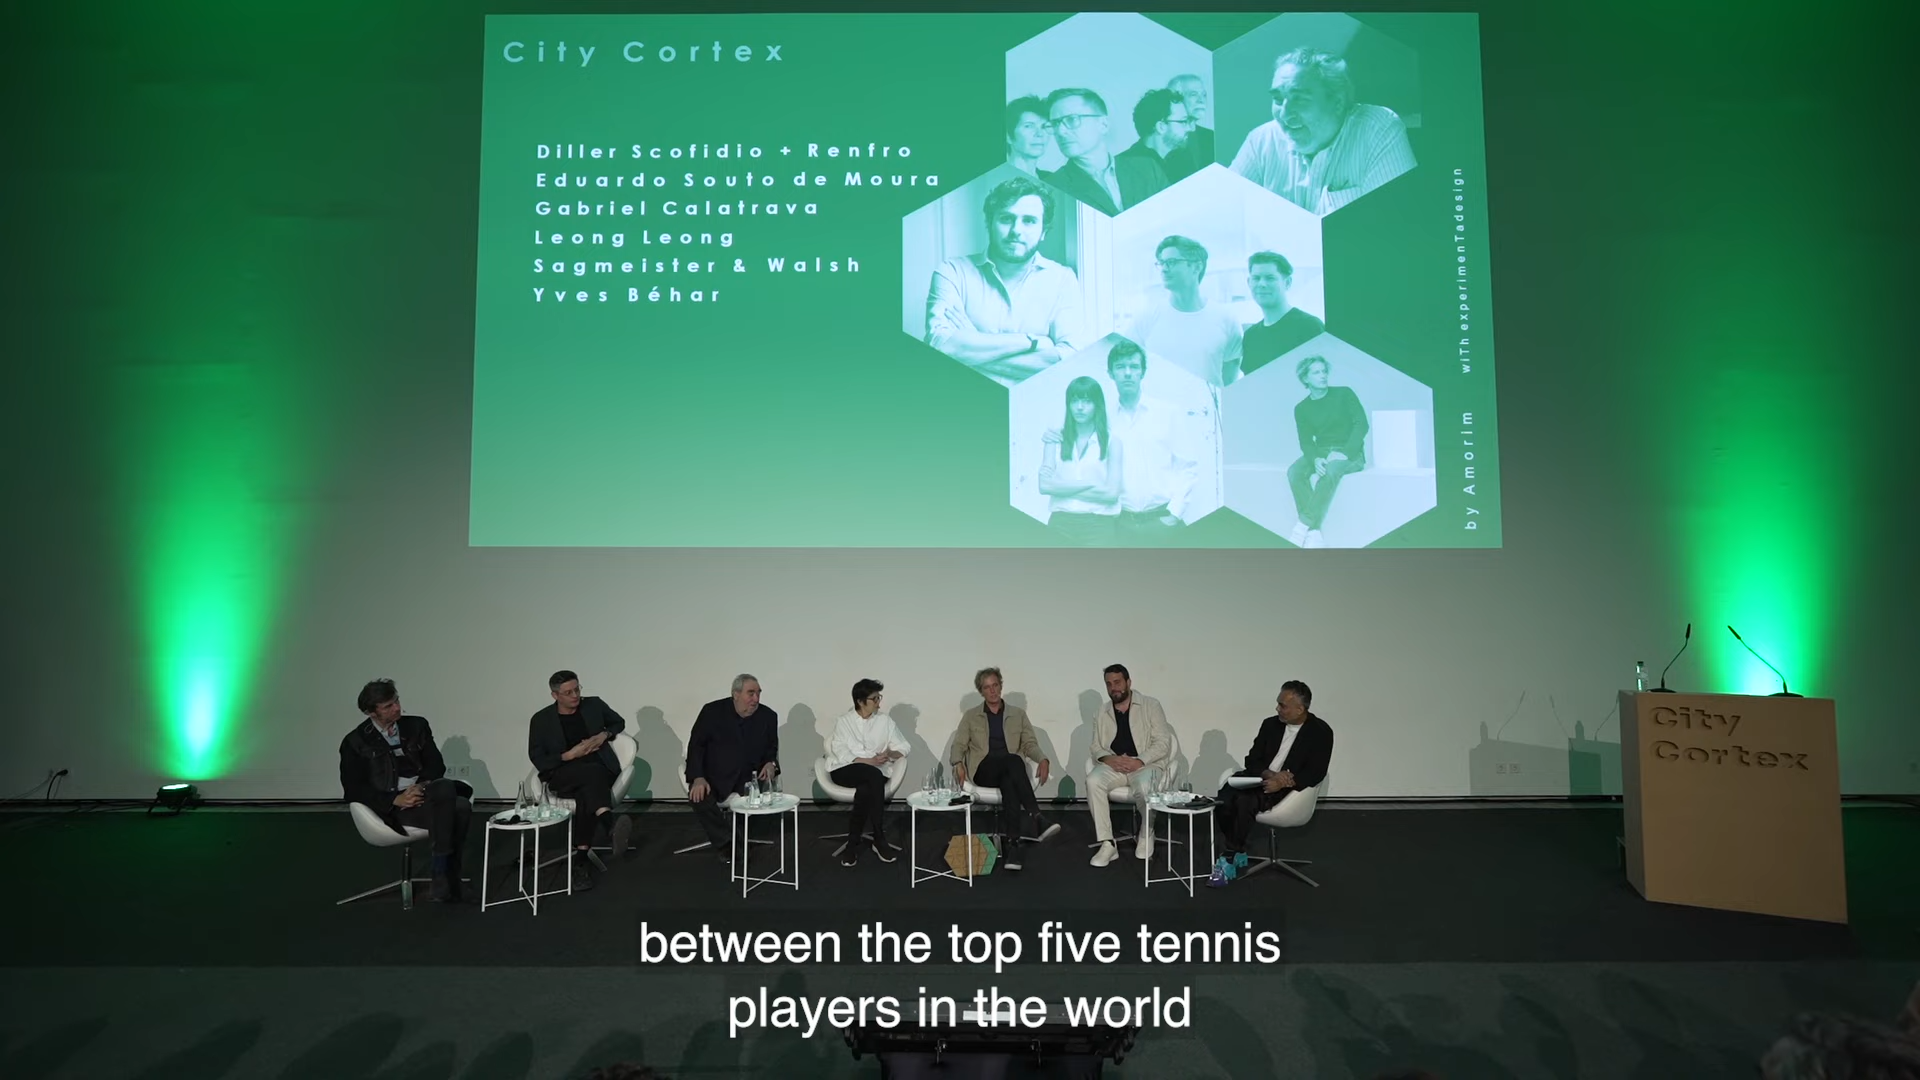 City Cortex
Diller Scofidio + Renfro
Eduardo Souto de Moura
Gabriel Calatrava
Leong Leong
Sagmeister & Walsh
Yves Béhar
by Amorim wiTh experimenTadesign
City
Cortex
between the top five tennis
players in the world